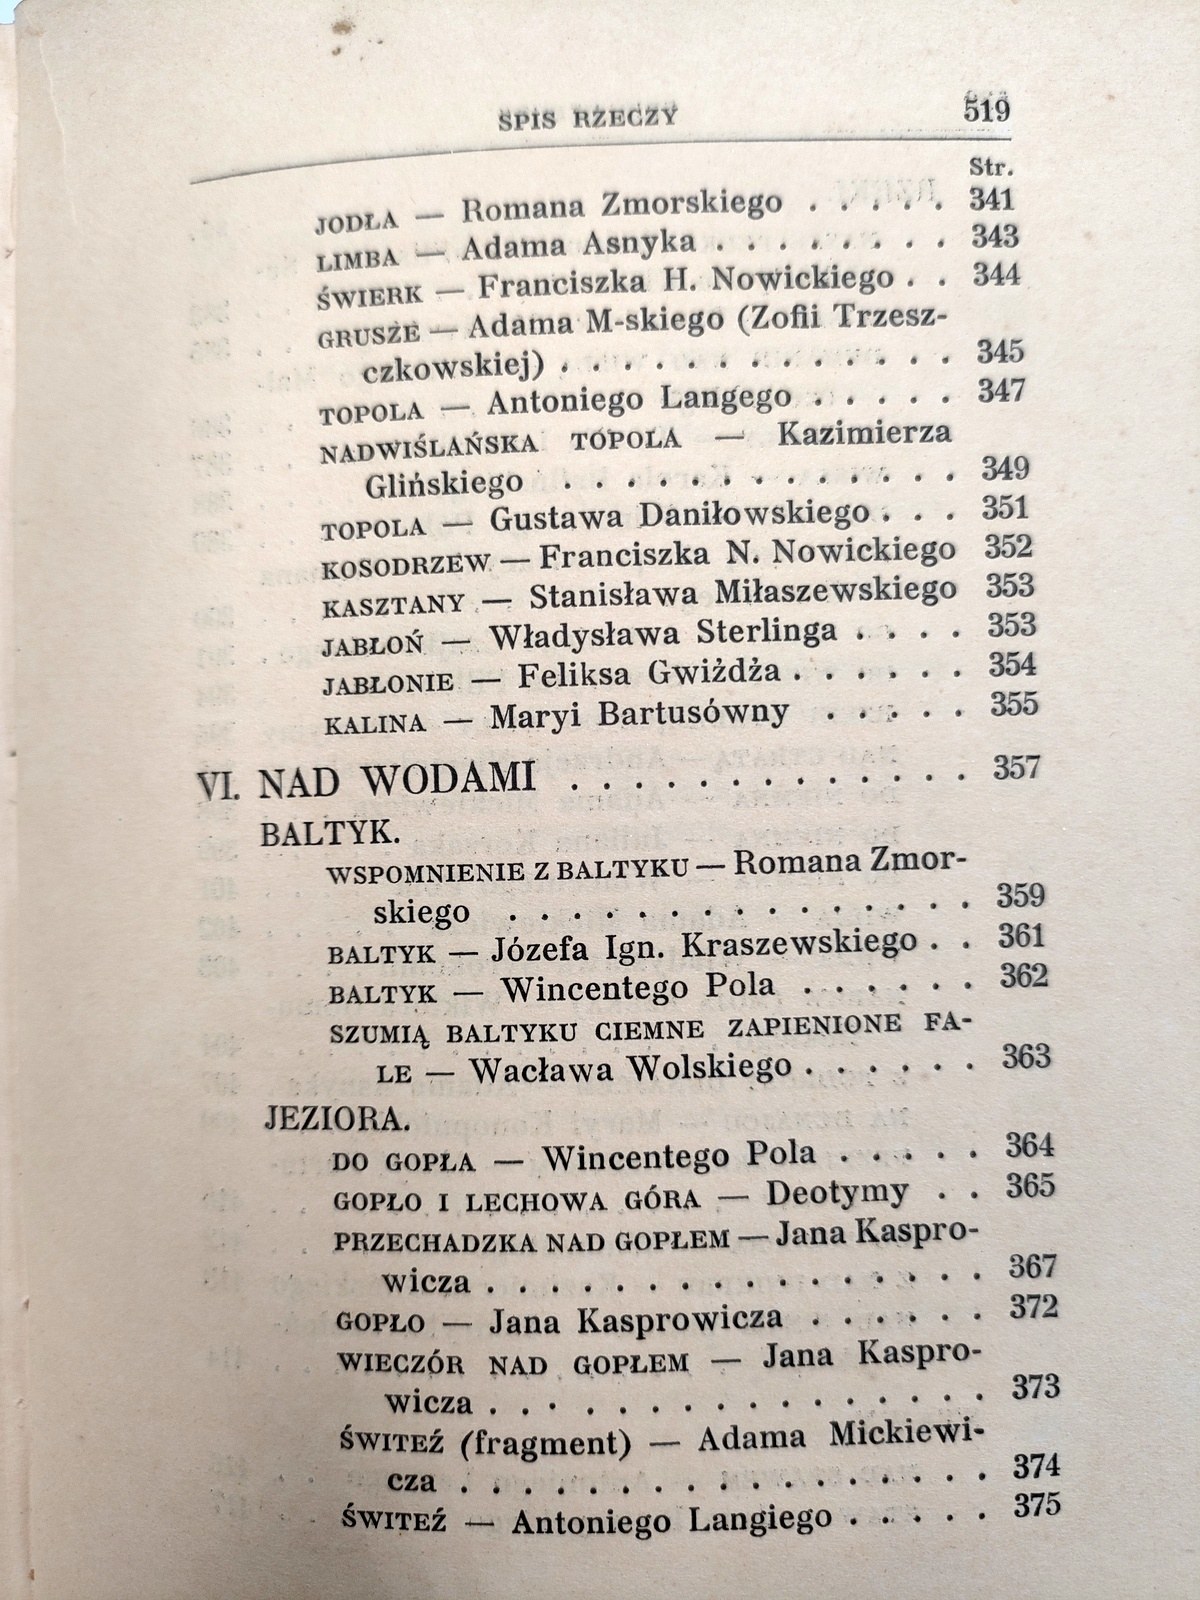 SPIS RZECZY 519
Str.
JODŁA — Romana Zmorskiego . . . . . 341
LIMBA — Adama Asnyka . . . . . . . . 343
ŚWIERK — Franciszka H. Nowickiego . . 344
GRUSZE — Adama M-skiego (Zofii Trzesz-
czkowskiej) . . . . . . . . . . . . . 345
TOPOLA — Antoniego Langego . . . . . 347
NADWIŚLAŃSKA TOPOLA — Kazimierza
Glińskiego . . . . . . . . . . . . . 349
TOPOLA — Gustawa Daniłowskiego . . . 351
KOSODRZEW — Franciszka N. Nowickiego 352
KASZTANY — Stanisława Miłaszewskiego 353
JABŁOŃ — Władysława Sterlinga . . . . 353
JABŁONIE — Feliksa Gwiżdża . . . . . . 354
KALINA — Maryi Bartusówny . . . . . 355
VI. NAD WODAMI . . . . . . . . . . . . . 357
BALTYK.
WSPOMNIENIE Z BALTYKU — Romana Zmor-
skiego . . . . . . . . . . . . . . . 359
BALTYK — Józefa Ign. Kraszewskiego . . 361
BALTYK — Wincentego Pola . . . . . . 362
SZUMIĄ BALTYKU CIEMNE ZAPIENIONE FA-
LE — Wacława Wolskiego . . . . . . 363
JEZIORA.
DO GOPŁA — Wincentego Pola . . . . . 364
GOPŁO I LECHOWA GÓRA — Deotymy . . 365
PRZECHADZKA NAD GOPŁEM — Jana Kaspro-
wicza . . . . . . . . . . . . . . . . 367
GOPŁO — Jana Kasprowicza . . . . . . 372
WIECZÓR NAD GOPŁEM — Jana Kaspro-
wicza . . . . . . . . . . . . . . . . 373
ŚWITEŹ (fragment) — Adama Mickiewi-
cza . . . . . . . . . . . . . . . . . 374
ŚWITEŹ — Antoniego Langiego . . . . . 375